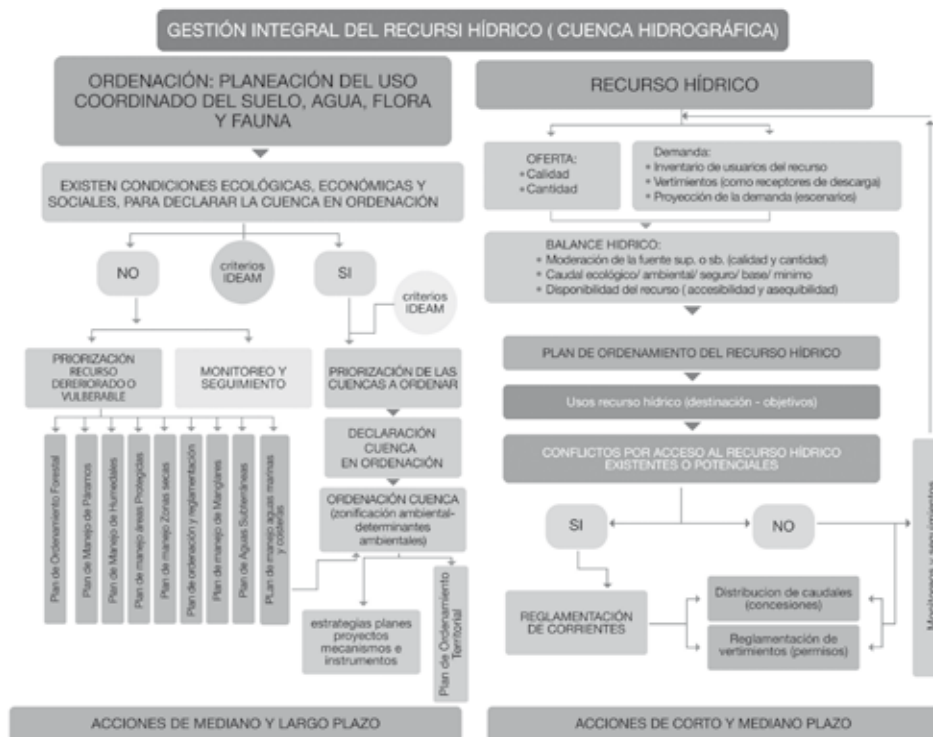 GESTIÓN INTEGRAL DEL RECURSI HÍDRICO ( CUENCA HIDROGRÁFICA)
ORDENACIÓN: PLANEACIÓN DEL USO
COORDINADO DEL SUELO, AGUA, FLORA
Y FAUNA
EXISTEN CONDICIONES ECOLÓGICAS, ECONÓMICAS Y
SOCIALES, PARA DECLARAR LA CUENCA EN ORDENACIÓN
NO
criterios
IDEAM
SI
criterios
IDEAM
PRIORIZACIÓN
RECURSO
DERERIORADO O
VULBERABLE
MONITOREO Y
SEGUIMIENTO
PRIORIZACIÓN DE LAS
CUENCAS A ORDENAR
DECLARACIÓN
CUENCA
EN ORDENACIÓN
ORDENACIÓN CUENCA
(zonificación ambiental-
determinantes
ambientales)
Plan de Ordenamiento Forestal
Plan de Manejo de Páramos
Plan de Manejo de Humedales
Plan de manejo áreas Protegicias
Plan de manejo Zonias secas
Plan de ordenación y reglamentación
Plan de manejo de Manglares
Plan de Aguas Subterráneas
PLan de manejo aguas marinas
y costeras
estrategias planes
proyectos
mecanismos e
instrumentos
Plan de Ordenamiento
Territorial
ACCIONES DE MEDIANO Y LARGO PLAZO
RECURSO HÍDRICO
OFERTA:
• Calidad
• Cantidad
Demanda:
• Inventario de usuarios del recurso
• Vertimientos (como receptores de descarga)
• Proyección de la demanda (escenarios)
BALANCE HIDRICO:
• Moderación de la fuente sup. o sb. (calidad y cantidad)
• Caudal ecológico/ ambiental/ seguro/ base/ minimo
• Disponibilidad del recurso ( accesibilidad y asequibilidad)
PLAN DE ORDENAMIENTO DEL RECURSO HÍDRICO
Usos recurso hídrico (destinación - objetivos)
CONFLICTOS POR ACCESO AL RECURSO HÍDRICO
EXISTENTES O POTENCIALES
SI
NO
REGLAMENTACIÓN
DE CORRIENTES
Distribucion de caudales
(concesiones)
Reglamentación de
vertimientos (permisos)
Monitoreos y seguimientos
ACCIONES DE CORTO Y MEDIANO PLAZO